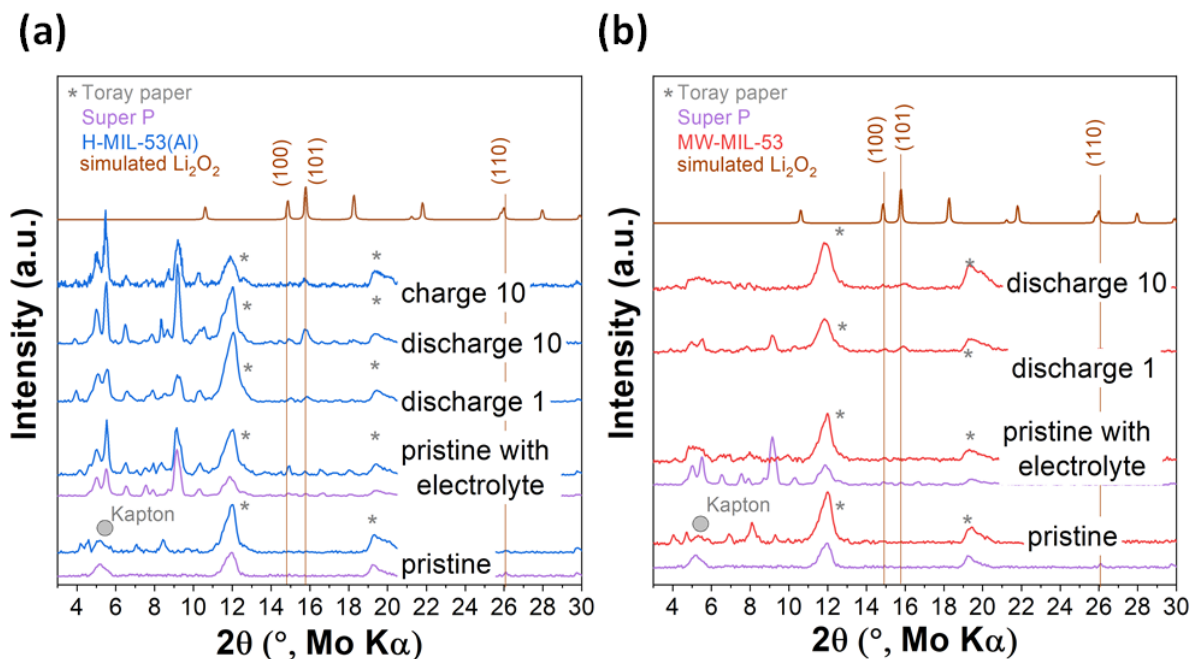 (a)
* Toray paper
Super P
H-MIL-53(Al)
simulated Li₂O₂
(100)
(101)
(110)
*
*
charge 10
*
*
discharge 10
*
discharge 1
*
*
pristine with
electrolyte
Kapton
*
*
pristine
Intensity (a.u.)
4 6 8 10 12 14 16 18 20 22 24 26 28 30
2θ (°, Mo Kα)
(b)
* Toray paper
Super P
MW-MIL-53
simulated Li₂O₂
(100)
(101)
(110)
*
*
discharge 10
*
*
discharge 1
*
*
pristine with
electrolyte
Kapton
*
*
pristine
Intensity (a.u.)
4 6 8 10 12 14 16 18 20 22 24 26 28 30
2θ (°, Mo Kα)